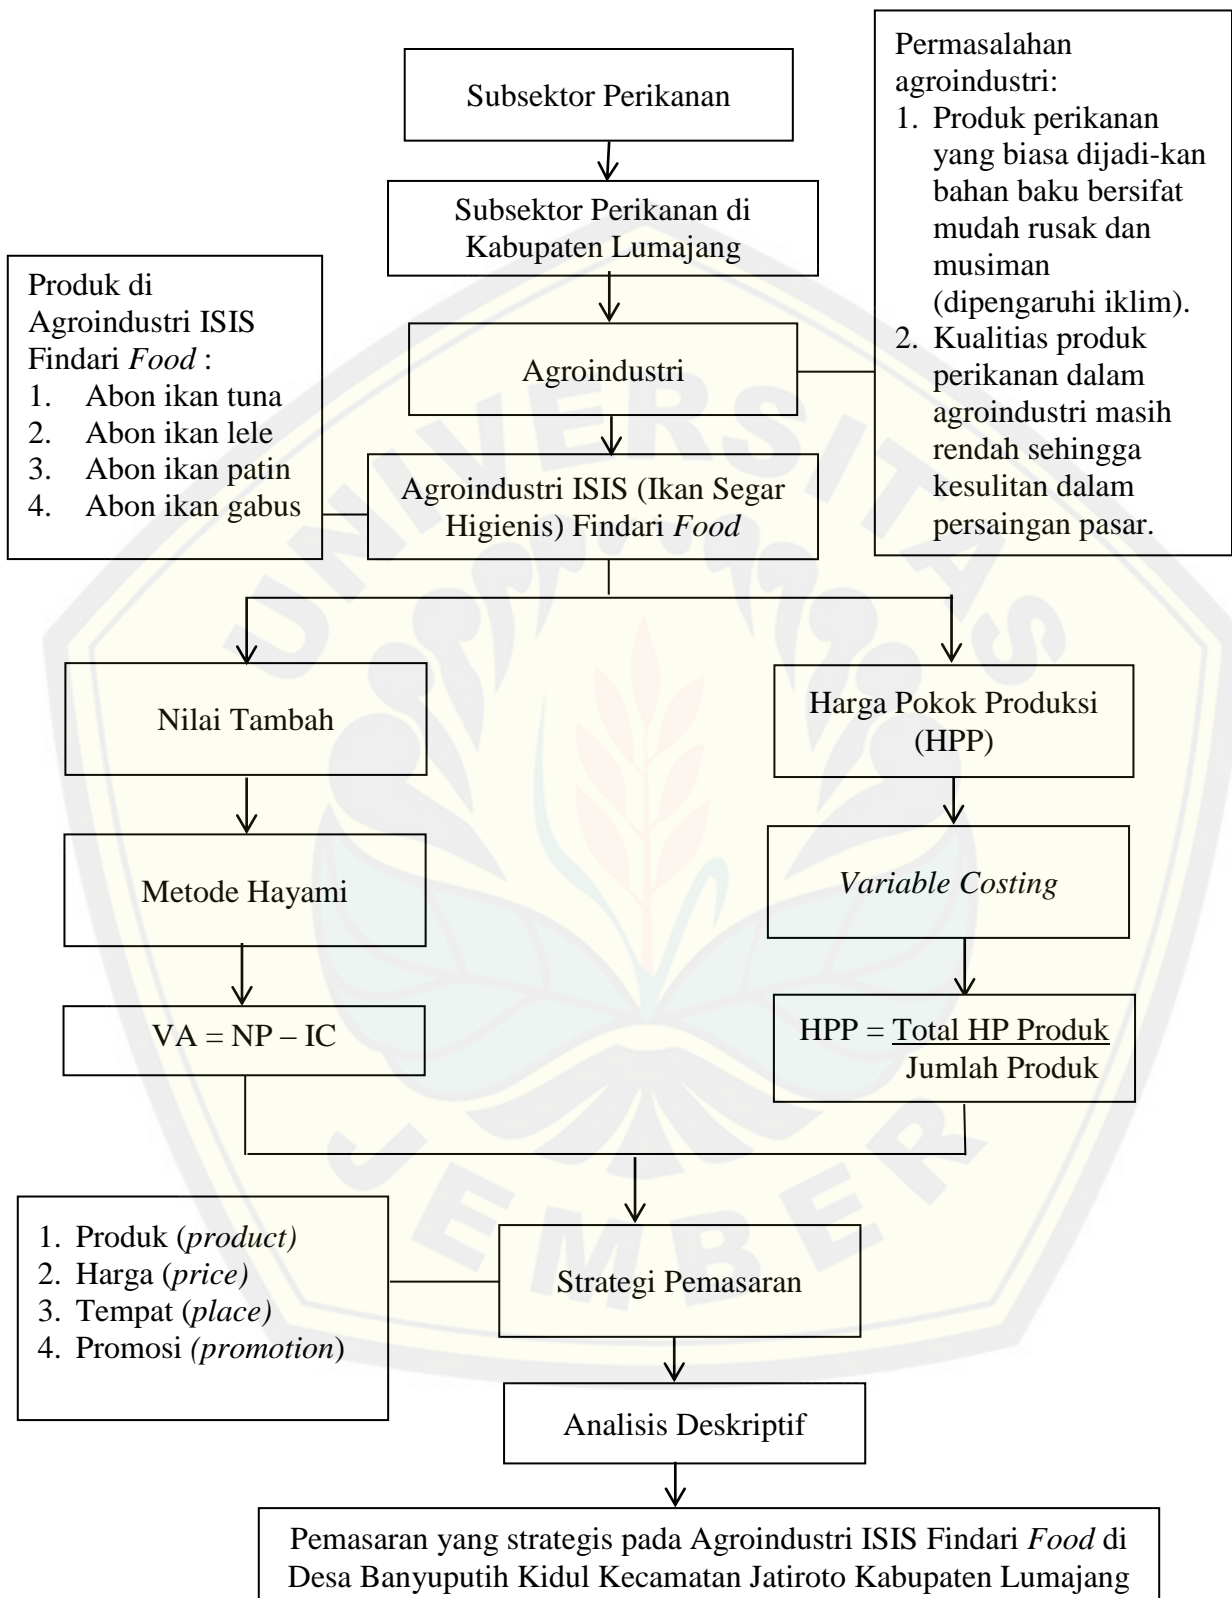 Subsektor Perikanan
Permasalahan
agroindustri:
1. Produk perikanan
yang biasa dijadi-kan
bahan baku bersifat
mudah rusak dan
musiman
(dipengaruhi iklim).
2. Kualitias produk
perikanan dalam
agroindustri masih
rendah sehingga
kesulitan dalam
persaingan pasar.
Subsektor Perikanan di
Kabupaten Lumajang
Produk di
Agroindustri ISIS
Findari Food :
1. Abon ikan tuna
2. Abon ikan lele
3. Abon ikan patin
4. Abon ikan gabus
Agroindustri
Agroindustri ISIS (Ikan Segar
Higienis) Findari Food
Nilai Tambah
Harga Pokok Produksi
(HPP)
Metode Hayami
Variable Costing
VA = NP – IC
HPP = Total HP Produk
Jumlah Produk
1. Produk (product)
2. Harga (price)
3. Tempat (place)
4. Promosi (promotion)
Strategi Pemasaran
Analisis Deskriptif
Pemasaran yang strategis pada Agroindustri ISIS Findari Food di
Desa Banyuputih Kidul Kecamatan Jatiroto Kabupaten Lumajang
UNIVERSITAS
JEMBER